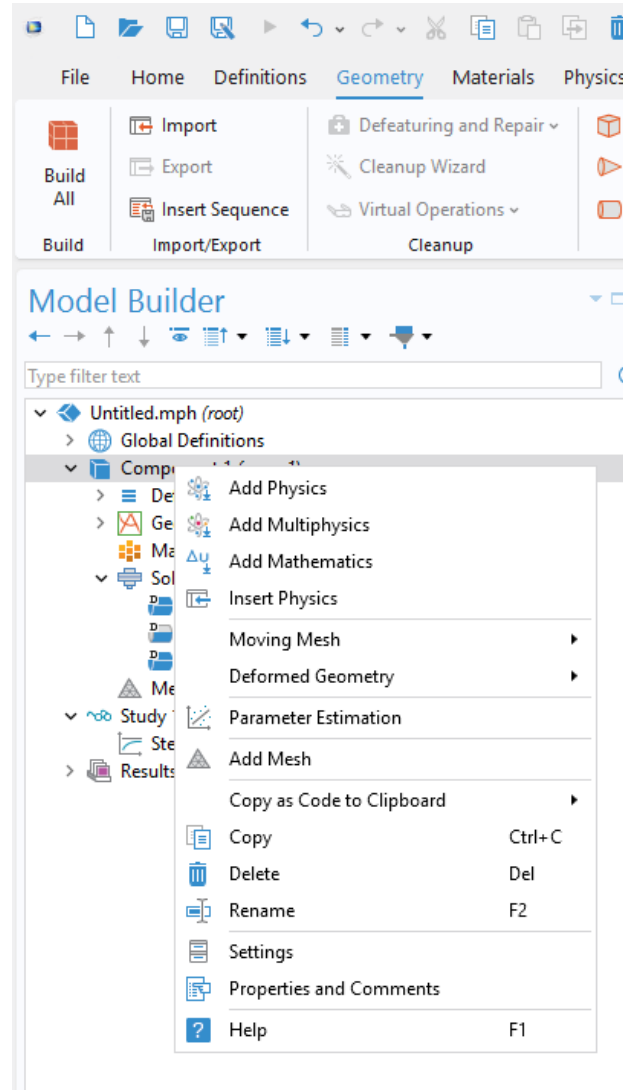 File Home Definitions Geometry Materials Physics
Import
Defeaturing and Repair
Build All
Export
Cleanup Wizard
Insert Sequence
Virtual Operations
Build Import/Export Cleanup
Model Builder
Type filter text
Untitled.mph (root)
Global Definitions
Add Physics
Add Multiphysics
Add Mathematics
Insert Physics
Moving Mesh
Deformed Geometry
Study
Parameter Estimation
Add Mesh
Results
Copy as Code to Clipboard
Copy Ctrl+C
Delete Del
Rename F2
Settings
Properties and Comments
? Help F1